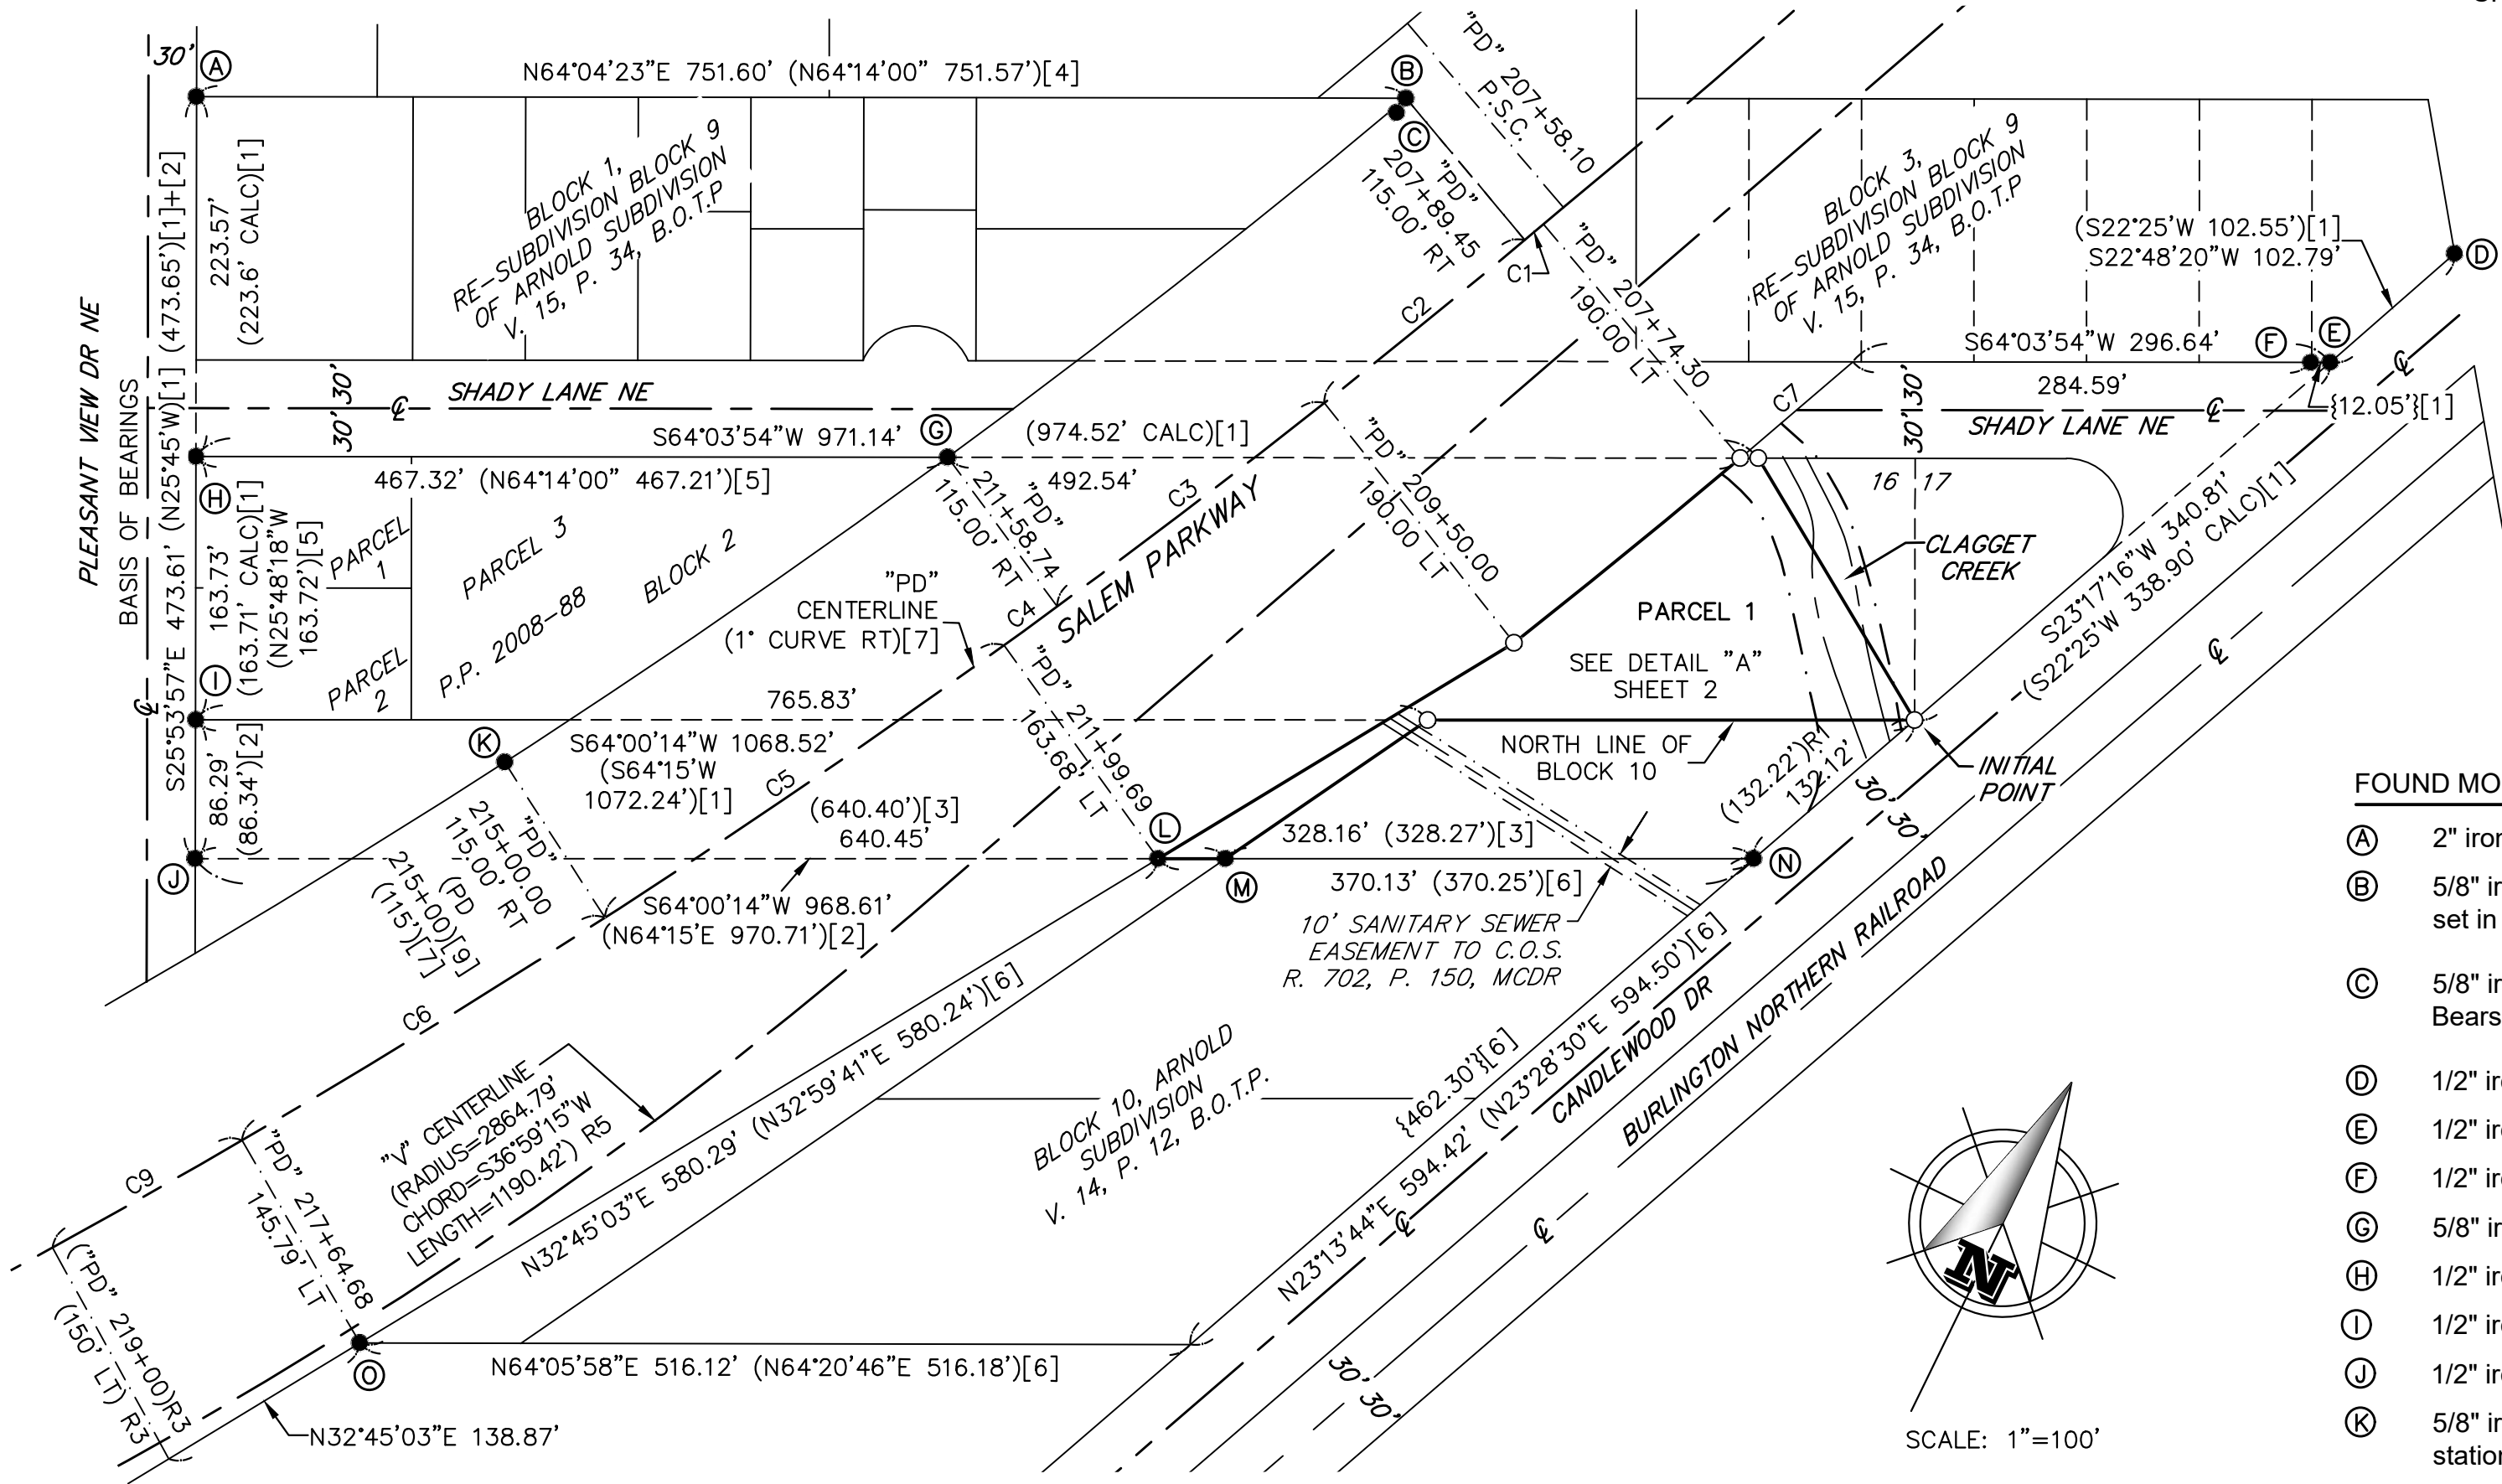 30'
A
N64°04'23"E 751.60' (N64°14'00" 751.57')[4]
B
C
"PD" 207+58.10
P.S.C.
"PD"
207+89.45
115.00' RT
C1
C2
"PD" 207+74.30
190.00 LT
BLOCK 1,
RE-SUBDIVISION BLOCK 9
OF ARNOLD SUBDIVISION
V. 15, P. 34, B.O.T.P
BLOCK 3,
RE-SUBDIVISION BLOCK 9
OF ARNOLD SUBDIVISION
V. 15, P. 34, B.O.T.P
(S22°25'W 102.55')[1]
S22°48'20"W 102.79'
D
E
F
S64°03'54"W 296.64'
284.59'
{12.05'}[1]
C7
SHADY LANE NE
30' 30'
223.57'
(223.6' CALC)[1]
PLEASANT VIEW DR NE
BASIS OF BEARINGS
S25°53'57"E 473.61' (N25°45'W)[1] (473.65')[1]+[2]
SHADY LANE NE
30' 30'
S64°03'54"W 971.14'
G
(974.52' CALC)[1]
467.32' (N64°14'00" 467.21')[5]
492.54'
H
163.73'
(163.71' CALC)[1]
(N25°48'18"W
163.72')[5]
I
PARCEL
1
PARCEL
2
PARCEL 3
P.P. 2008-88
BLOCK 2
"PD"
211+58.74
115.00' RT
C3
C4
SALEM PARKWAY
"PD" 209+50.00
190.00 LT
"PD"
CENTERLINE
(1° CURVE RT)[7]
16 17
CLAGGET
CREEK
PARCEL 1
SEE DETAIL "A"
SHEET 2
S23°17'16"W 340.81'
(S22°25'W 338.90' CALC)[1]
765.83'
"PD" 211+99.69
163.68' LT
K
S64°00'14"W 1068.52'
(S64°15'W
1072.24')[1]
C5
NORTH LINE OF
BLOCK 10
(132.22')R1
132.12'
INITIAL
POINT
30' 30'
86.29'
(86.34')[2]
J
(640.40')[3]
640.45'
L
M
328.16' (328.27')[3]
N
370.13' (370.25')[6]
10' SANITARY SEWER
EASEMENT TO C.O.S.
R. 702, P. 150, MCDR
"PD"
215+00.00
115.00' RT
(PD
215+00)[9]
(115')[7]
S64°00'14"W 968.61'
(N64°15'E 970.71')[2]
C6
C9
"V" CENTERLINE
(RADIUS=2864.79'
CHORD=S36°59'15"W
LENGTH=1190.42') R5
"PD" 217+64.68
145.79' LT
("PD" 219+00)R3
(150' LT) R3
N32°45'03"E 580.29' (N32°59'41"E 580.24')[6]
BLOCK 10, ARNOLD
SUBDIVISION
V. 14, P. 12, B.O.T.P.
{462.30'}[6]
N23°13'44"E 594.42' (N23°28'30"E 594.50')[6]
CANDLEWOOD DR
BURLINGTON NORTHERN RAILROAD
O
N64°05'58"E 516.12' (N64°20'46"E 516.18')[6]
N32°45'03"E 138.87'
30' 30'
N
SCALE: 1"=100'
FOUND MO
A 2" iron
B 5/8" ir
set in
C 5/8" ir
Bears
D 1/2" ir
E 1/2" ir
F 1/2" ir
G 5/8" ir
H 1/2" ir
I 1/2" ir
J 1/2" ir
K 5/8" ir
station